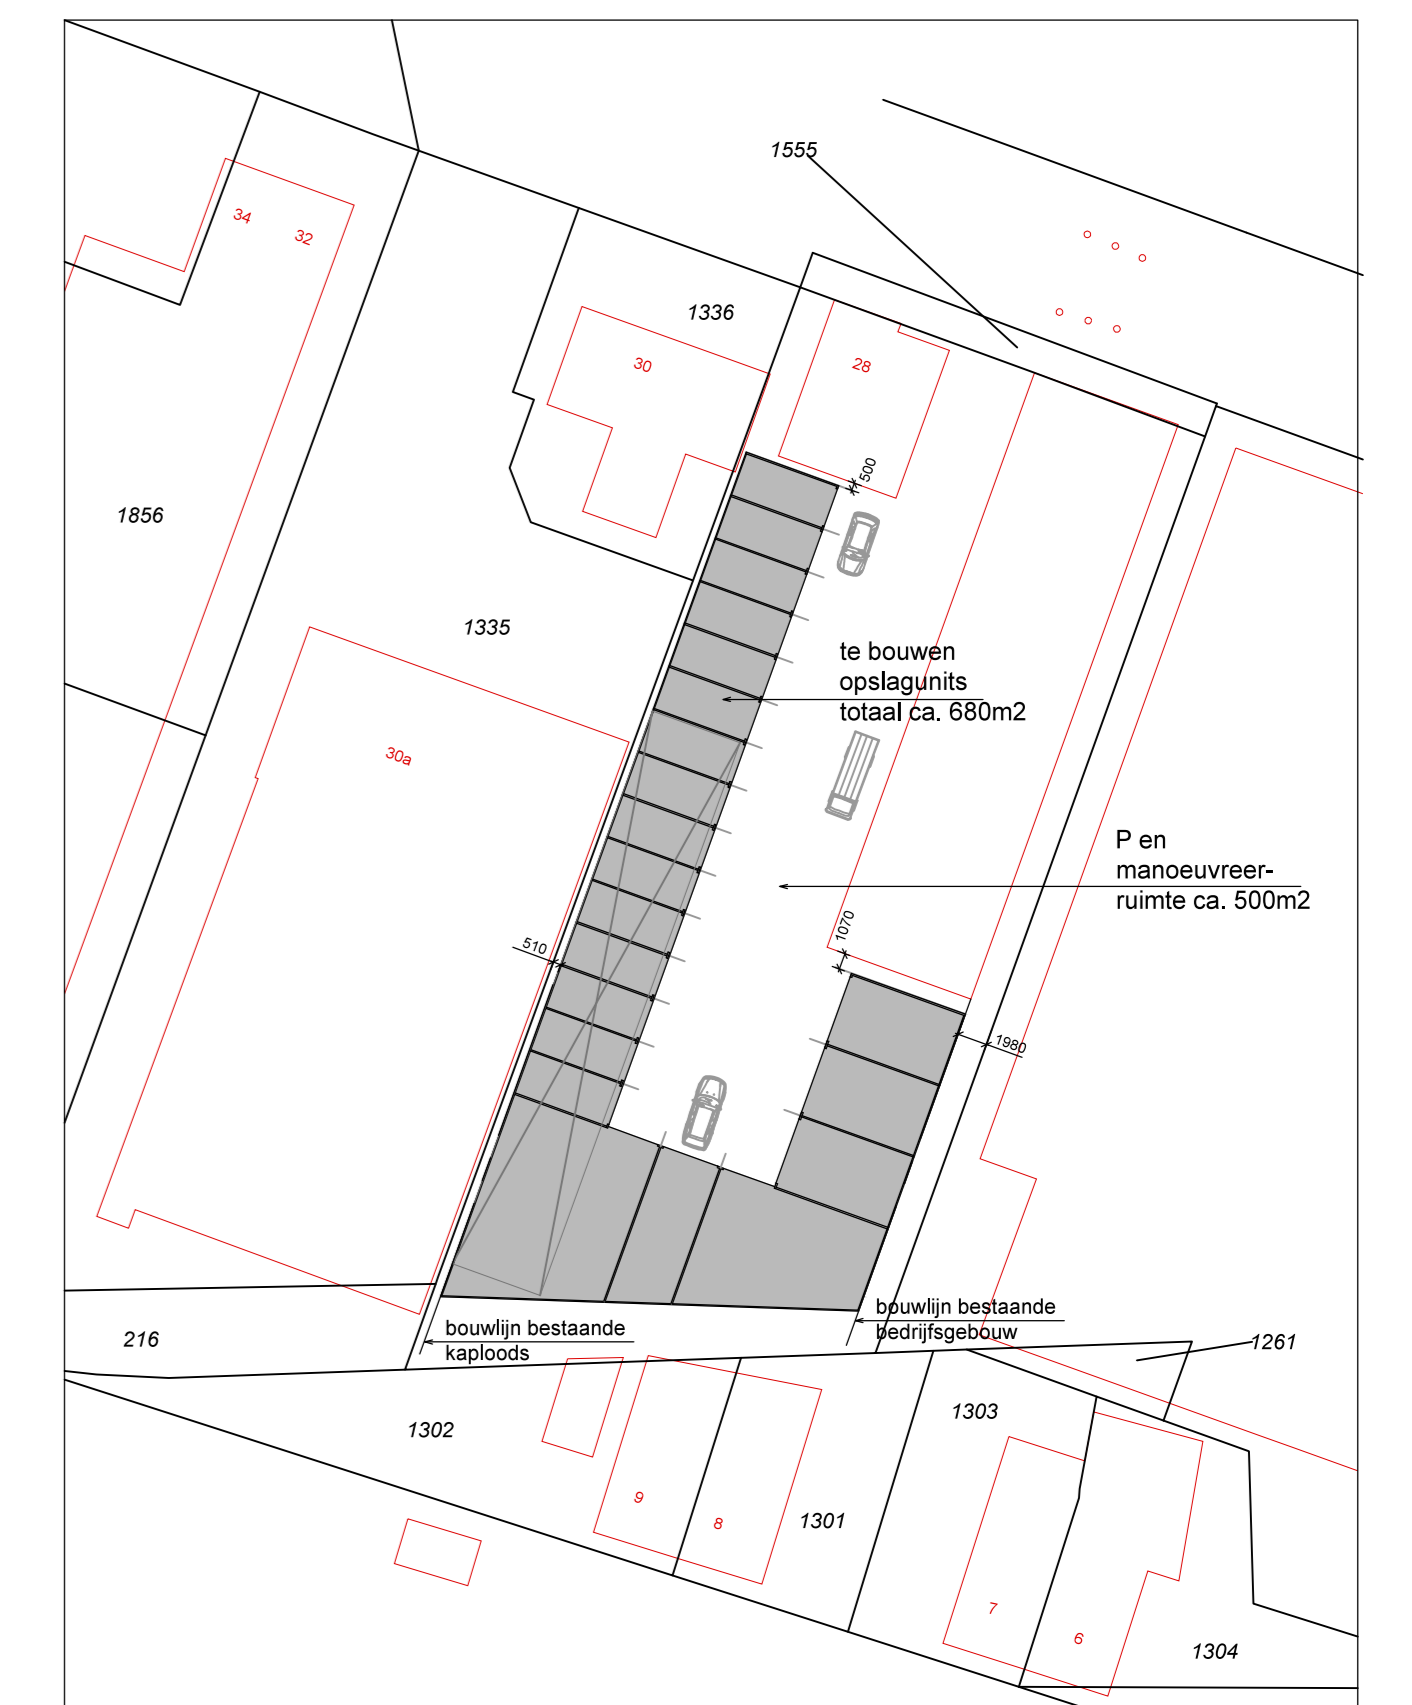 1555
34
32
1336
30
28
500
1856
1335
te bouwen
opslagunits
totaal ca. 680m2
30a
P en
manoeuvreer-
ruimte ca. 500m2
1070
510
1980
bouwlijn bestaande
bedrijfsgebouw
bouwlijn bestaande
kaploods
216
1261
1302
1303
9
8
1301
7
6
1304